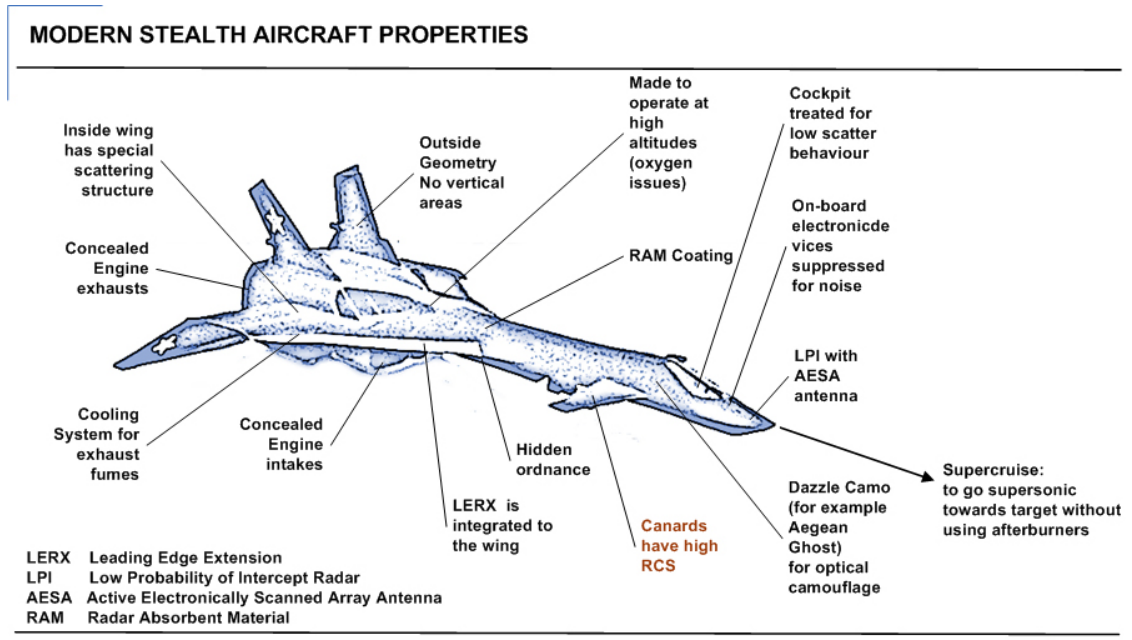 MODERN STEALTH AIRCRAFT PROPERTIES
Inside wing
has special
scattering
structure
Outside
Geometry
No vertical
areas
Made to
operate at
high
altitudes
(oxygen
issues)
Cockpit
treated for
low scatter
behaviour
Concealed
Engine
exhausts
RAM Coating
On-board
electronicde
vices
suppressed
for noise
LPI with
AESA
antenna
Cooling
System for
exhaust
fumes
Concealed
Engine
intakes
Hidden
ordnance
LERX is
integrated to
the wing
Canards
have high
RCS
Dazzle Camo
(for example
Aegean
Ghost)
for optical
camouflage
Supercruise:
to go supersonic
towards target without
using afterburners
LERX Leading Edge Extension
LPI Low Probability of Intercept Radar
AESA Active Electronically Scanned Array Antenna
RAM Radar Absorbent Material